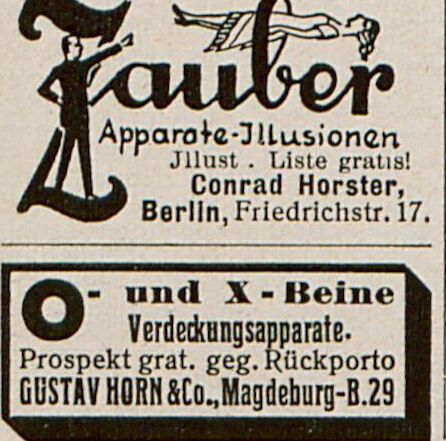 Zauber
Apparate-Jllusionen
Jllust. Liste gratis!
Conrad Horster,
Berlin, Friedrichstr. 17.
O- und X-Beine
Verdeckungsapparate.
Prospekt grat. geg. Rückporto
GUSTAV HORN & Co., Magdeburg-B.29